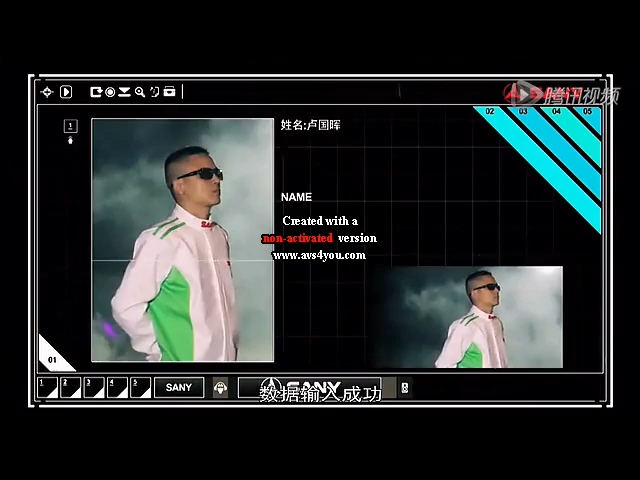 腾讯视频
02 03 04 05
1
姓名:卢国晖
NAME
Created with a
non-activated version
www.avs4you.com
01
1 2 3 4 5 SANY SANY
数据输入成功